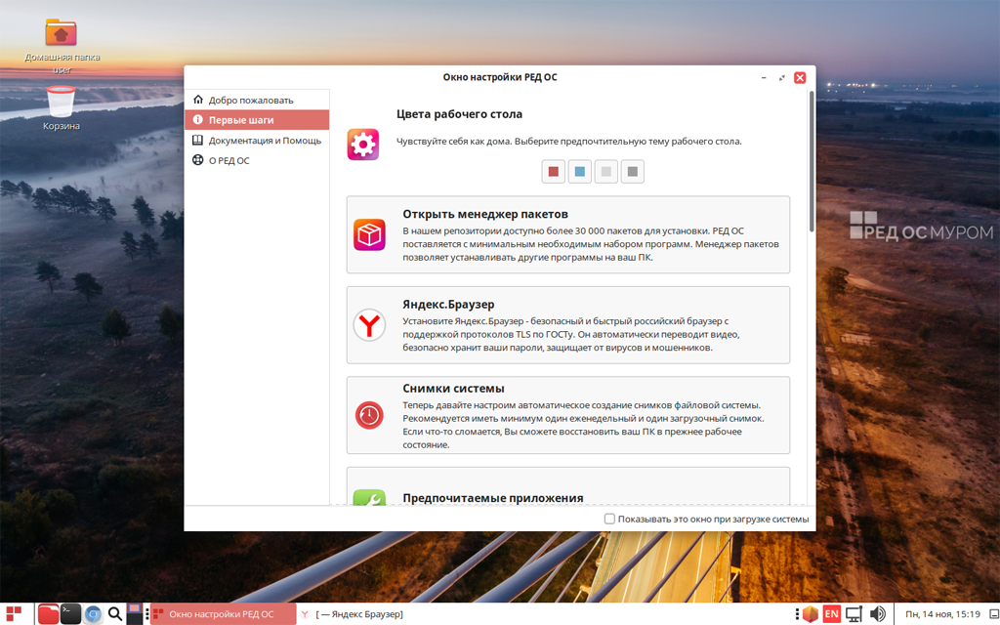 Домашняя папка
user
Корзина
Окно настройки РЕД ОС
Добро пожаловать
Первые шаги
Документация и Помощь
О РЕД ОС
Цвета рабочего стола
Чувствуйте себя как дома. Выберите предпочтительную тему рабочего стола.
Открыть менеджер пакетов
В нашем репозитории доступно более 30 000 пакетов для установки. РЕД ОС
поставляется с минимальным необходимым набором программ. Менеджер пакетов
позволяет устанавливать другие программы на ваш ПК.
Яндекс.Браузер
Установите Яндекс.Браузер - безопасный и быстрый российский браузер с
поддержкой протоколов TLS по ГОСТу. Он автоматически переводит видео,
безопасно хранит ваши пароли, защищает от вирусов и мошенников.
Снимки системы
Теперь давайте настроим автоматическое создание снимков файловой системы.
Рекомендуется иметь минимум один еженедельный и один загрузочный снимок.
Если что-то сломается, Вы сможете восстановить ваш ПК в прежнее рабочее
состояние.
Предпочитаемые приложения
Показывать это окно при загрузке системы
РЕД ОС МУРОМ
Окно настройки РЕД ОС
[ — Яндекс Браузер]
EN
Пн, 14 ноя, 15:19